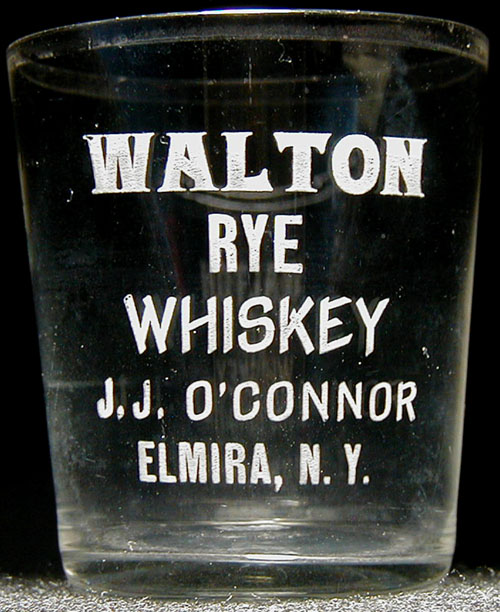 WALTON
RYE
WHISKEY
J.J. O'CONNOR
ELMIRA, N.Y.